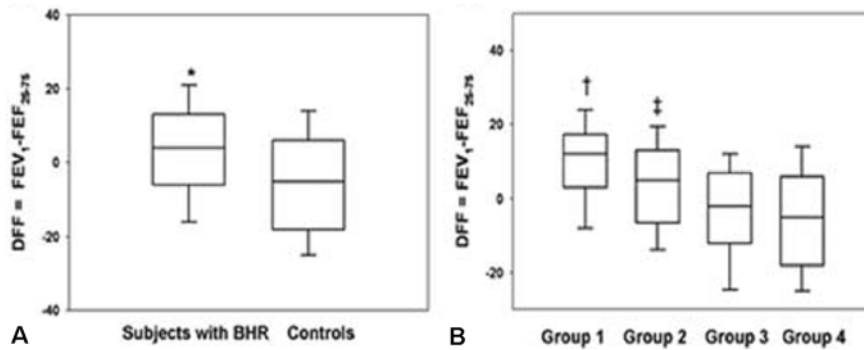 DFF = FEV₁-FEF₂₅₋₇₅
40
20
0
-20
-40
*
Subjects with BHR Controls
A
DFF = FEV₁-FEF₂₅₋₇₅
40
20
0
-20
†
‡
Group 1 Group 2 Group 3 Group 4
B